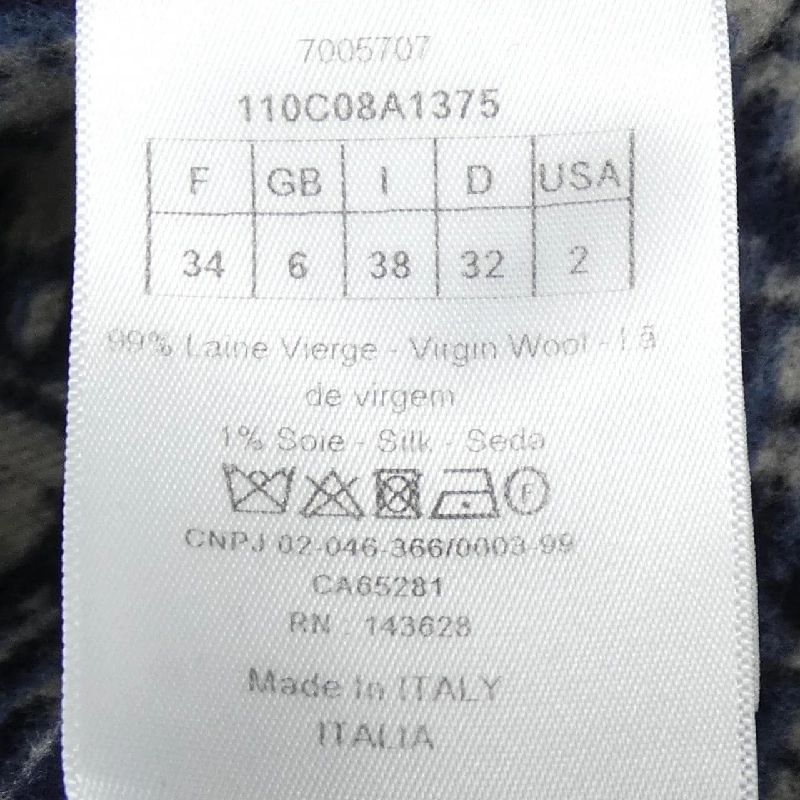 7005707
110C08A1375
F GB I D USA
34 6 38 32 2
99% Laine Vierge - Virgin Wool - Lã
de virgem
1% Soie - Silk - Seda
F
CNPJ 02-046-366/0003-99
CA65281
RN : 143628
Made in ITALY
ITALIA